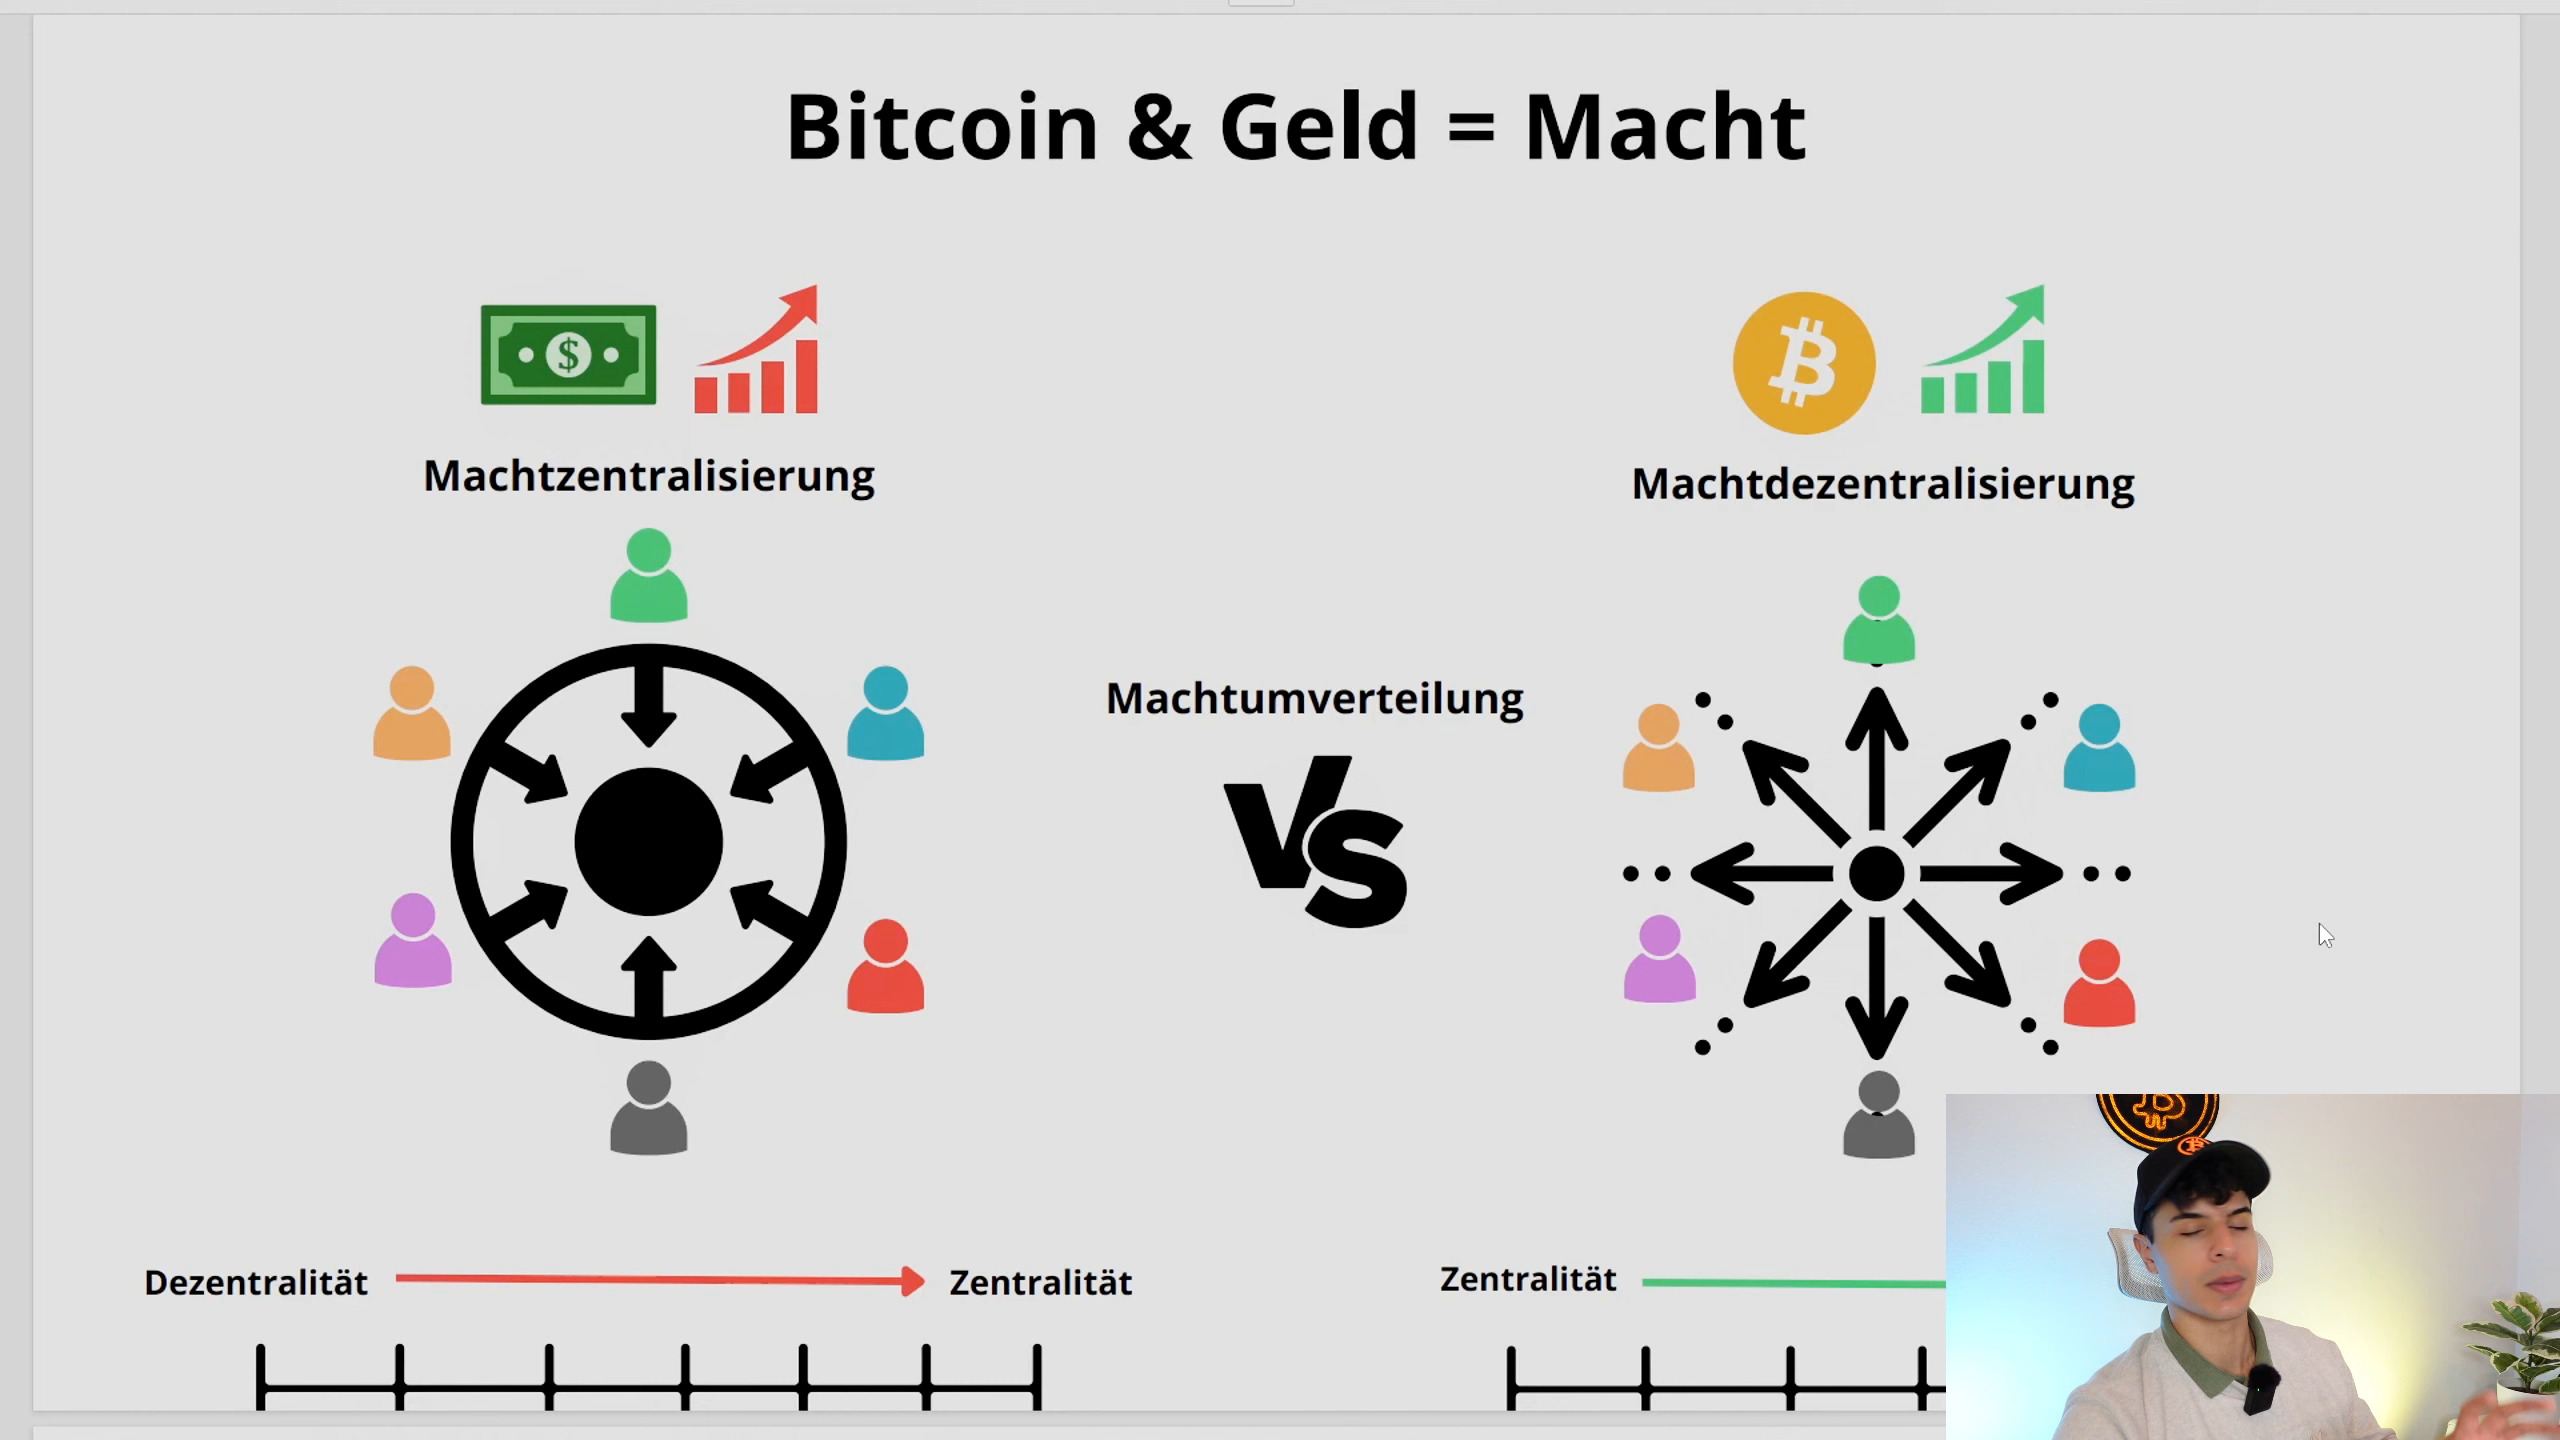 Bitcoin & Geld = Macht
Machtzentralisierung
Machtdezentralisierung
Machtumverteilung
VS
Dezentralität
Zentralität
Zentralität